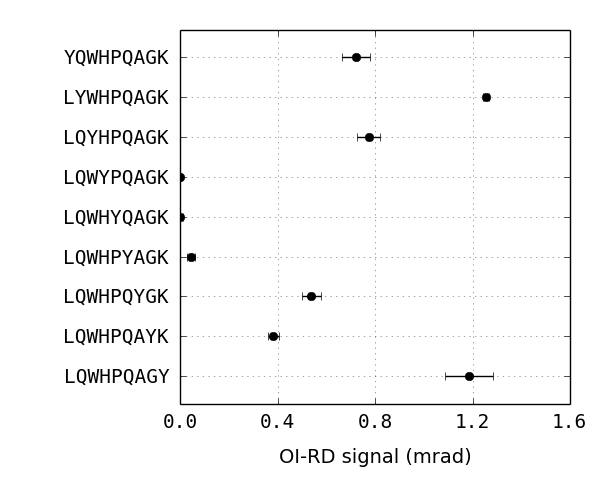 YQWHPQAGK
LYWHPQAGK
LQYHPQAGK
LQWYPQAGK
LQWHYQAGK
LQWHPYAGK
LQWHPQYGK
LQWHPQAYK
LQWHPQAGY
0.0 0.4 0.8 1.2 1.6
OI-RD signal (mrad)